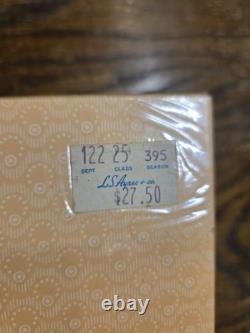 122 25 395
DEPT CLASS SEASON
L.S. Ayres + co.
$27.50